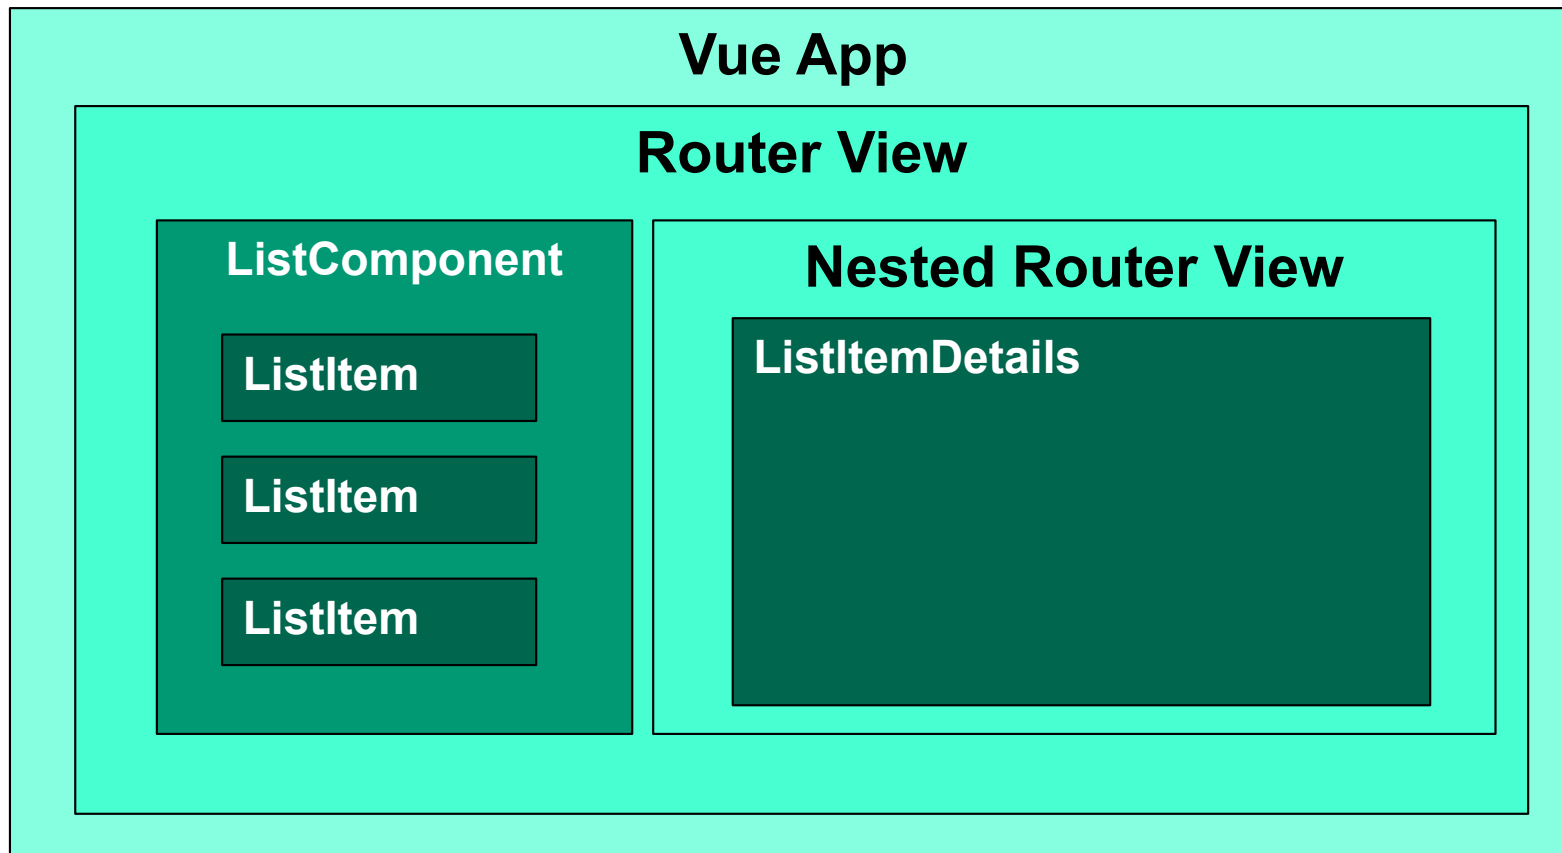 Vue App
Router View
ListComponent
ListItem
ListItem
ListItem
Nested Router View
ListItemDetails